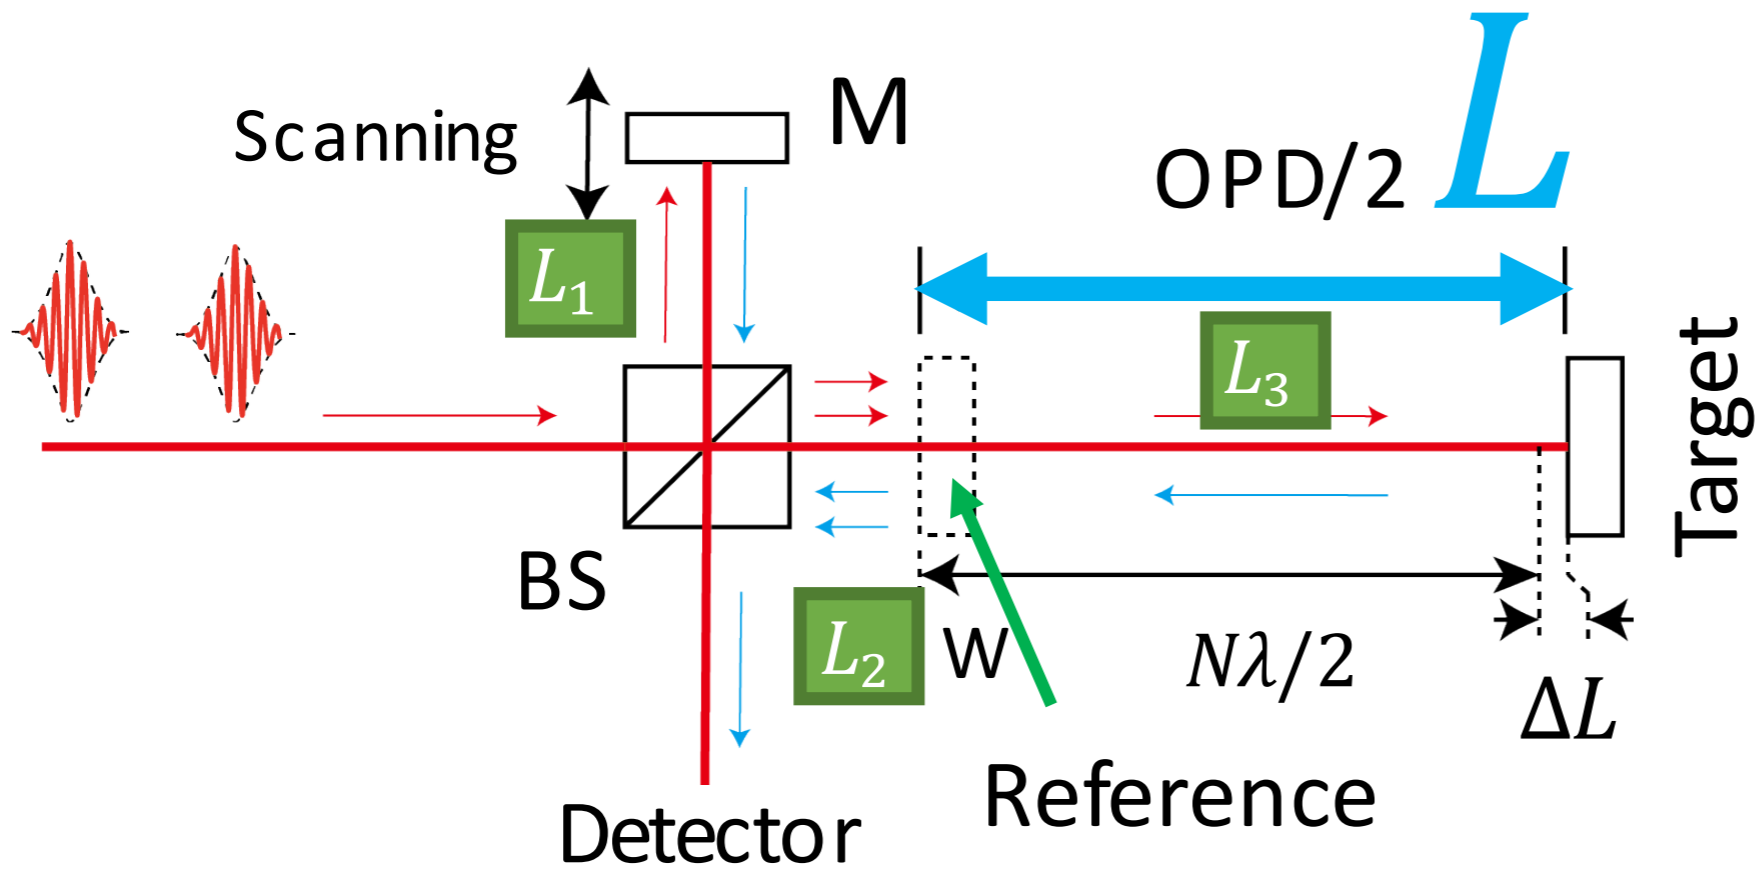 Scanning
M
OPD/2 L
L₁
L₃
Target
BS
L₂
W
Nλ/2
ΔL
Reference
Detector